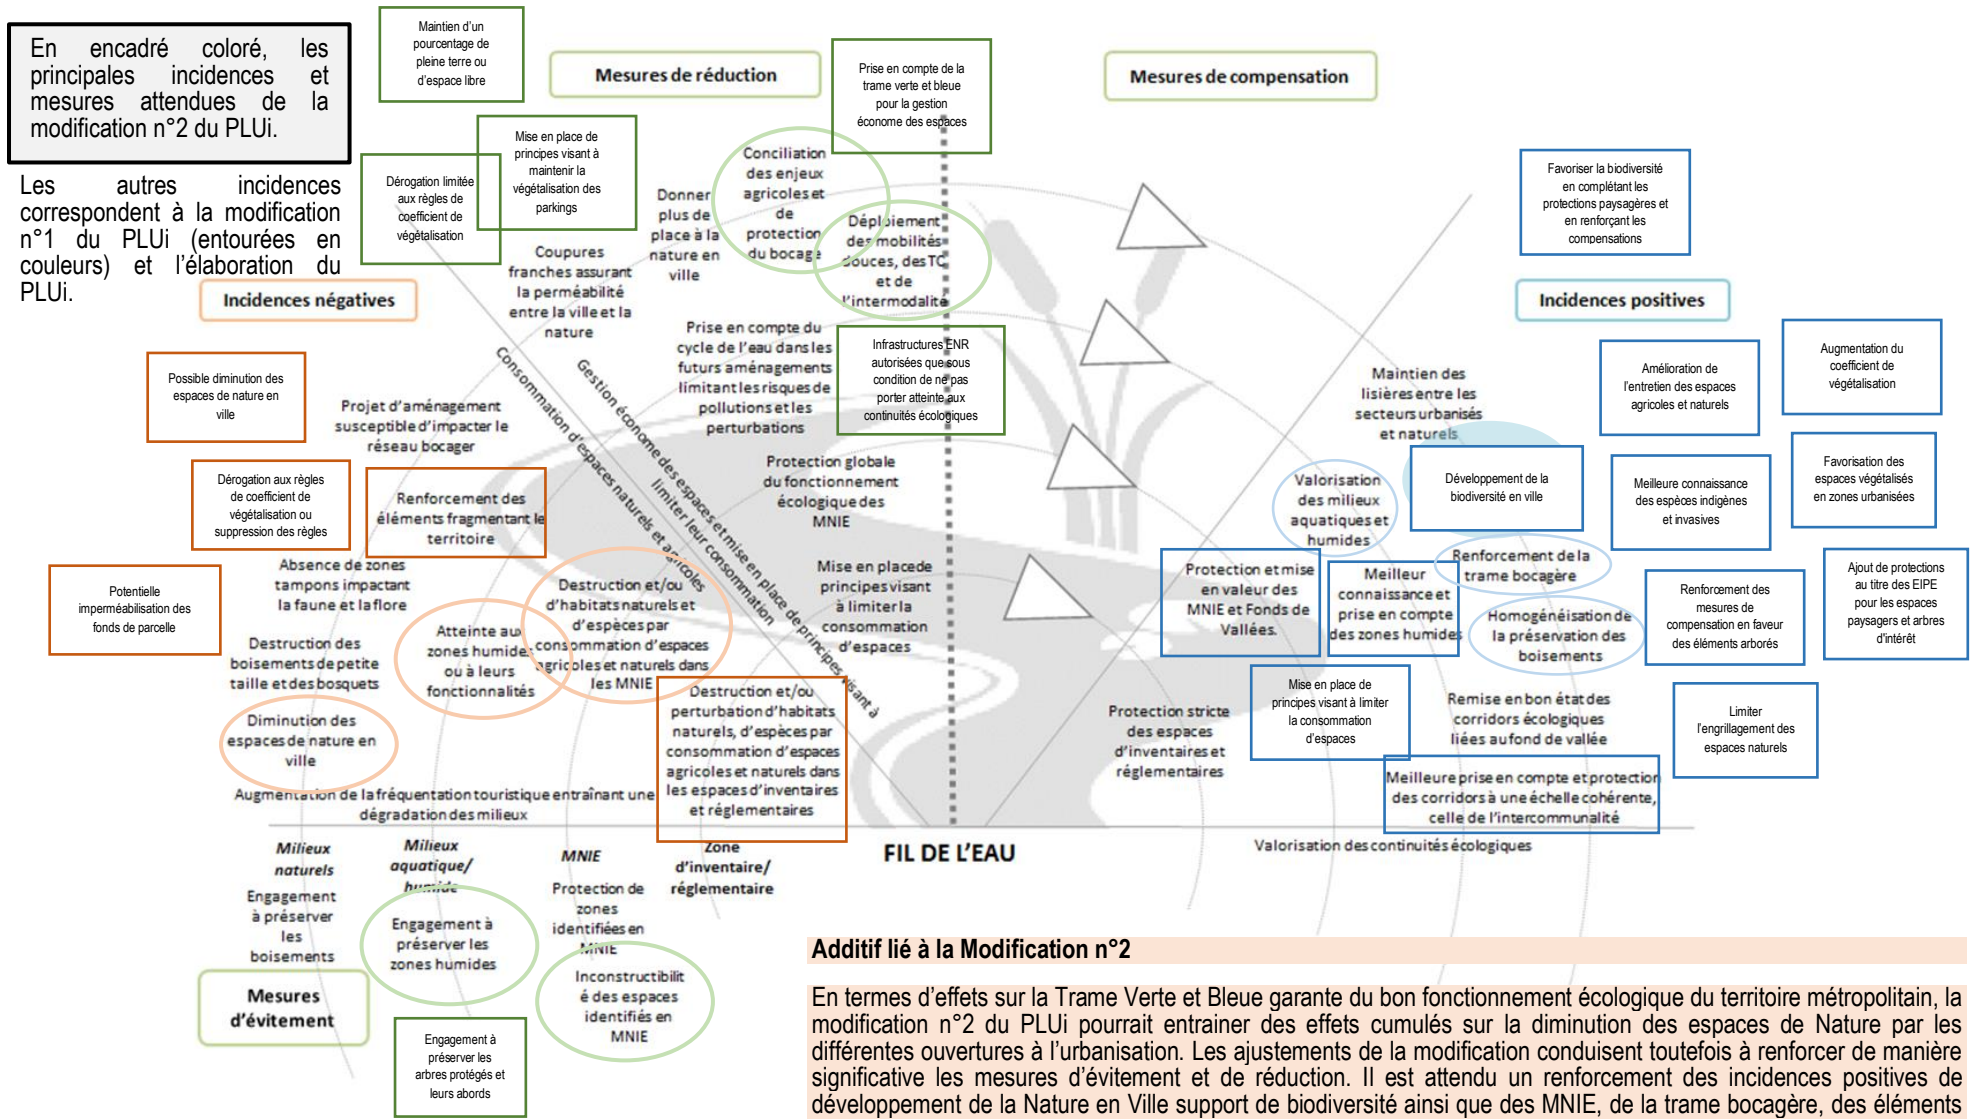 En encadré coloré, les
principales incidences et
mesures attendues de la
modification n°2 du PLUi.
Les autres incidences
correspondent à la modification
n°1 du PLUi (entourées en
couleurs) et l'élaboration du
PLUi.
Maintien d'un
pourcentage de
pleine terre ou
d'espace libre
Mesures de réduction
Prise en compte de la
trame verte et bleue
pour la gestion
économe des espaces
Mesures de compensation
Dérogation limitée
aux règles de
coefficient de
végétalisation
Mise en place de
principes visant à
maintenir la
végétalisation des
parkings
Donner
plus de
place à la
nature en
ville
Conciliation
des enjeux
agricoles et
de
protection
du bocage
Déploiement
des mobilités
douces, des TC
et de
l'intermodalité
Coupures
franches assurant
la perméabilité
entre la ville et la
nature
Prise en compte du
cycle de l'eau dans les
futurs aménagements
limitant les risques de
pollutions et les
perturbations
Infrastructures ENR
autorisées que sous
condition de ne pas
porter atteinte aux
continuités écologiques
Protection globale
du fonctionnement
écologique des
MNIE
Mise en place de
principes visant
à limiter la
consommation
d'espaces
Gestion économe des espaces et mise en place de principes visant à
limiter leur consommation
Consommation d'espaces naturels et agricoles
Incidences négatives
Possible diminution des
espaces de nature en
ville
Projet d'aménagement
susceptible d'impacter le
réseau bocager
Dérogation aux règles
de coefficient de
végétalisation ou
suppression des règles
Renforcement des
éléments fragmentant le
territoire
Absence de zones
tampons impactant
la faune et la flore
Potentielle
imperméabilisation des
fonds de parcelle
Destruction des
boisements de petite
taille et des bosquets
Atteinte aux
zones humides
ou à leurs
fonctionnalités
Destruction et/ou
d'habitats naturels et
d'espèces par
consommation d'espaces
agricoles et naturels dans
les MNIE
Diminution des
espaces de nature en
ville
Destruction et/ou
perturbation d'habitats
naturels, d'espèces par
consommation d'espaces
agricoles et naturels dans
les espaces d'inventaires
et réglementaires
Augmentation de la fréquentation touristique entraînant une
dégradation des milieux
Favoriser la biodiversité
en complétant les
protections paysagères et
en renforçant les
compensations
Incidences positives
Maintien des
lisières entre les
secteurs urbanisés
et naturels
Amélioration de
l'entretien des espaces
agricoles et naturels
Augmentation du
coefficient de
végétalisation
Valorisation
des milieux
aquatiques et
humides
Développement de la
biodiversité en ville
Meilleure connaissance
des espèces indigènes
et invasives
Favorisation des
espaces végétalisés
en zones urbanisées
Protection et mise
en valeur des
MNIE et Fonds de
Vallées.
Meilleur
connaissance et
prise en compte
des zones humides
Renforcement de la
trame bocagère
Homogénéisation de
la préservation des
boisements
Renforcement des
mesures de
compensation en faveur
des éléments arborés
Ajout de protections
au titre des EIPE
pour les espaces
paysagers et arbres
d'intérêt
Protection stricte
des espaces
d'inventaires et
réglementaires
Mise en place de
principes visant à limiter
la consommation
d'espaces
Remise en bon état des
corridors écologiques
liées au fond de vallée
Limiter
l'engrillagement des
espaces naturels
Meilleure prise en compte et protection
des corridors à une échelle cohérente,
celle de l'intercommunalité
Valorisation des continuités écologiques
Milieux
naturels
Milieux
aquatique/
humide
MNIE
Zone
d'inventaire/
réglementaire
FIL DE L'EAU
Engagement
à préserver
les
boisements
Engagement à
préserver les
zones humides
Protection de
zones
identifiées en
MNIE
Inconstructibilit
é des espaces
identifiés en
MNIE
Mesures
d'évitement
Engagement à
préserver les
arbres protégés et
leurs abords
Additif lié à la Modification n°2
En termes d'effets sur la Trame Verte et Bleue garante du bon fonctionnement écologique du territoire métropolitain, la
modification n°2 du PLUi pourrait entrainer des effets cumulés sur la diminution des espaces de Nature par les
différentes ouvertures à l'urbanisation. Les ajustements de la modification conduisent toutefois à renforcer de manière
significative les mesures d'évitement et de réduction. Il est attendu un renforcement des incidences positives de
développement de la Nature en Ville support de biodiversité ainsi que des MNIE, de la trame bocagère, des éléments